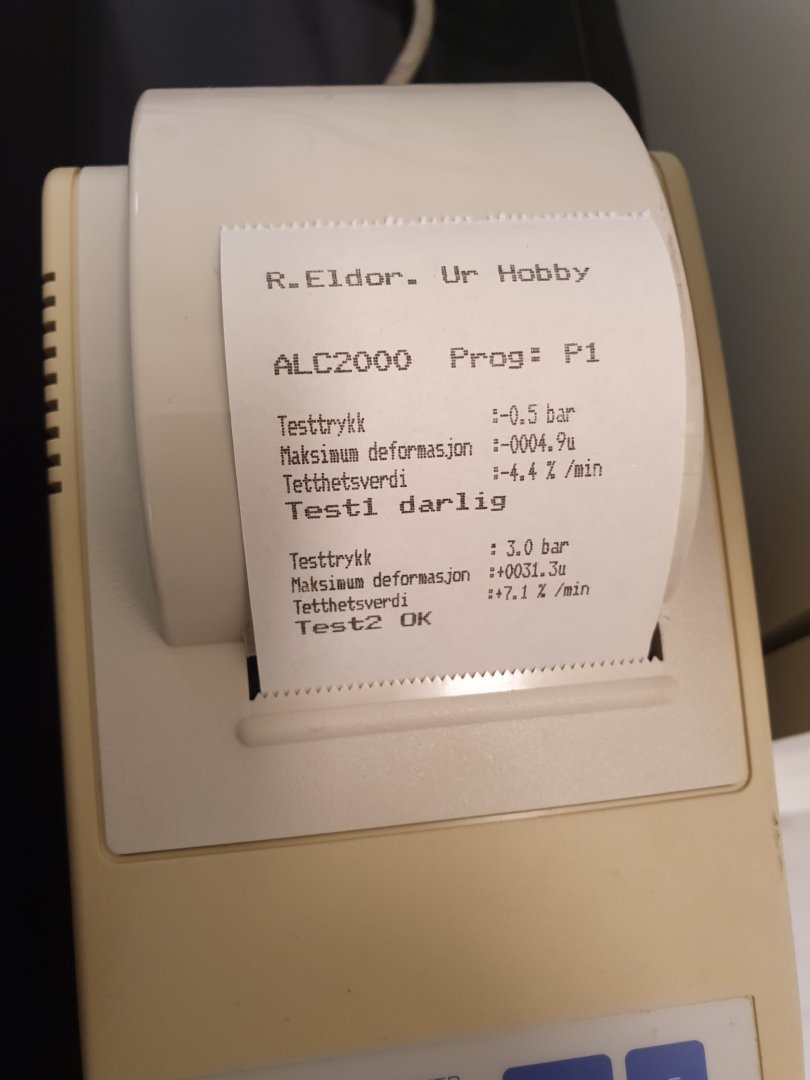 R.Eldor. Ur Hobby
ALC2000 Prog: P1
Testtrykk :-0.5 bar
Maksimum deformasjon :-0004.9u
Tetthetsverdi :-4.4 % /min
Test1 darlig
Testtrykk : 3.0 bar
Maksimum deformasjon :+0031.3u
Tetthetsverdi :+7.1 % /min
Test2 OK